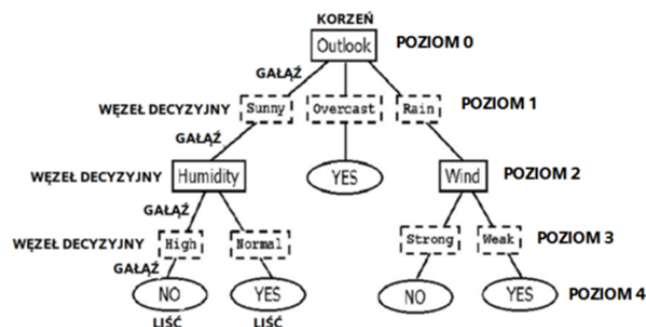 KORZEŃ
Outlook POZIOM 0
GAŁĄŹ
WĘZEŁ DECYZYJNY Sunny Overcast Rain POZIOM 1
GAŁĄŹ
WĘZEŁ DECYZYJNY Humidity YES Wind POZIOM 2
GAŁĄŹ
WĘZEŁ DECYZYJNY High Normal Strong Weak POZIOM 3
GAŁĄŹ
NO YES NO YES POZIOM 4
LIŚĆ LIŚĆ